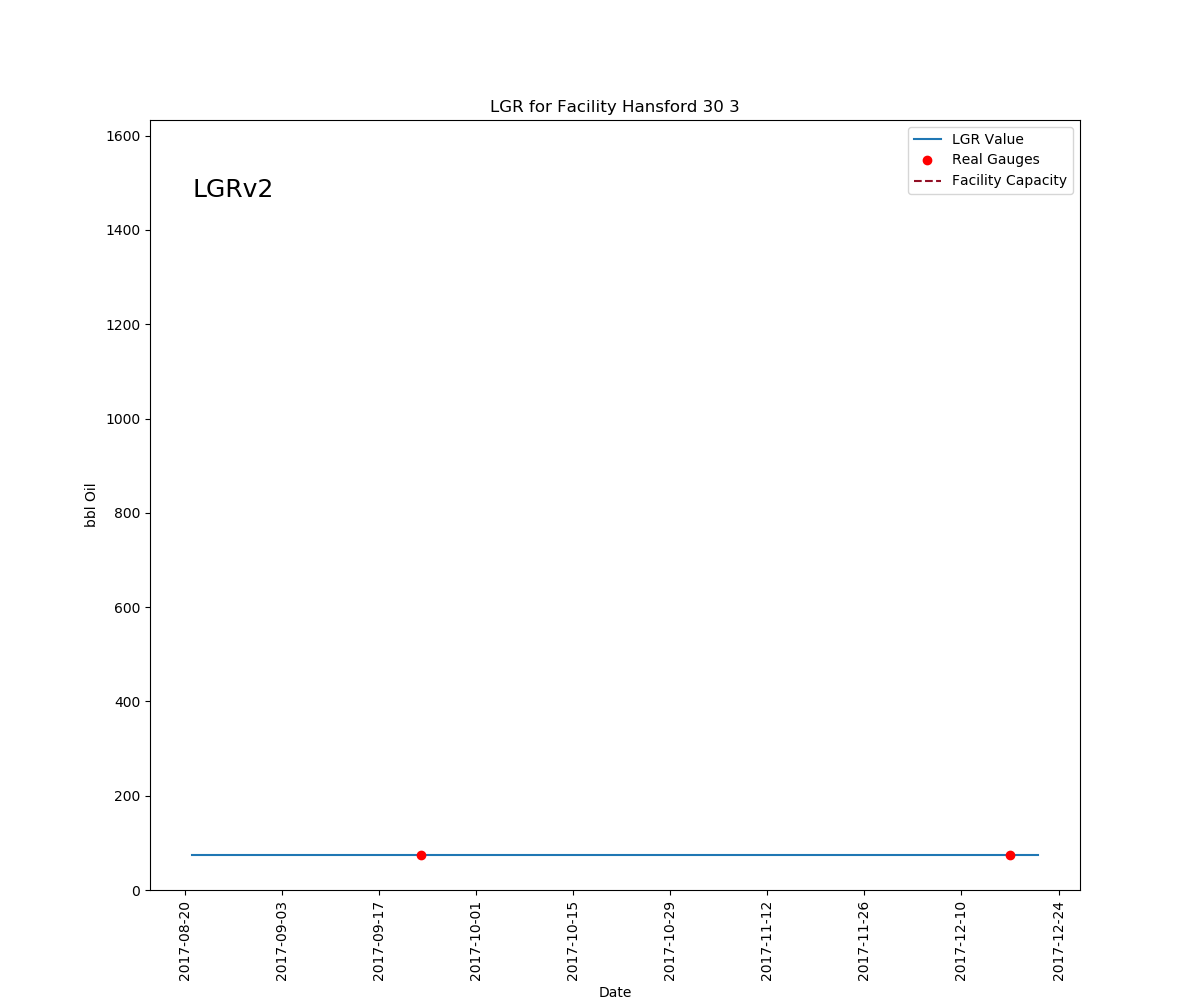 LGR for Facility Hansford 30 3
LGR Value
Real Gauges
Facility Capacity
LGRv2
bbl Oil
1600
1400
1200
1000
800
600
400
200
0
2017-08-20
2017-09-03
2017-09-17
2017-10-01
2017-10-15
2017-10-29
2017-11-12
2017-11-26
2017-12-10
2017-12-24
Date